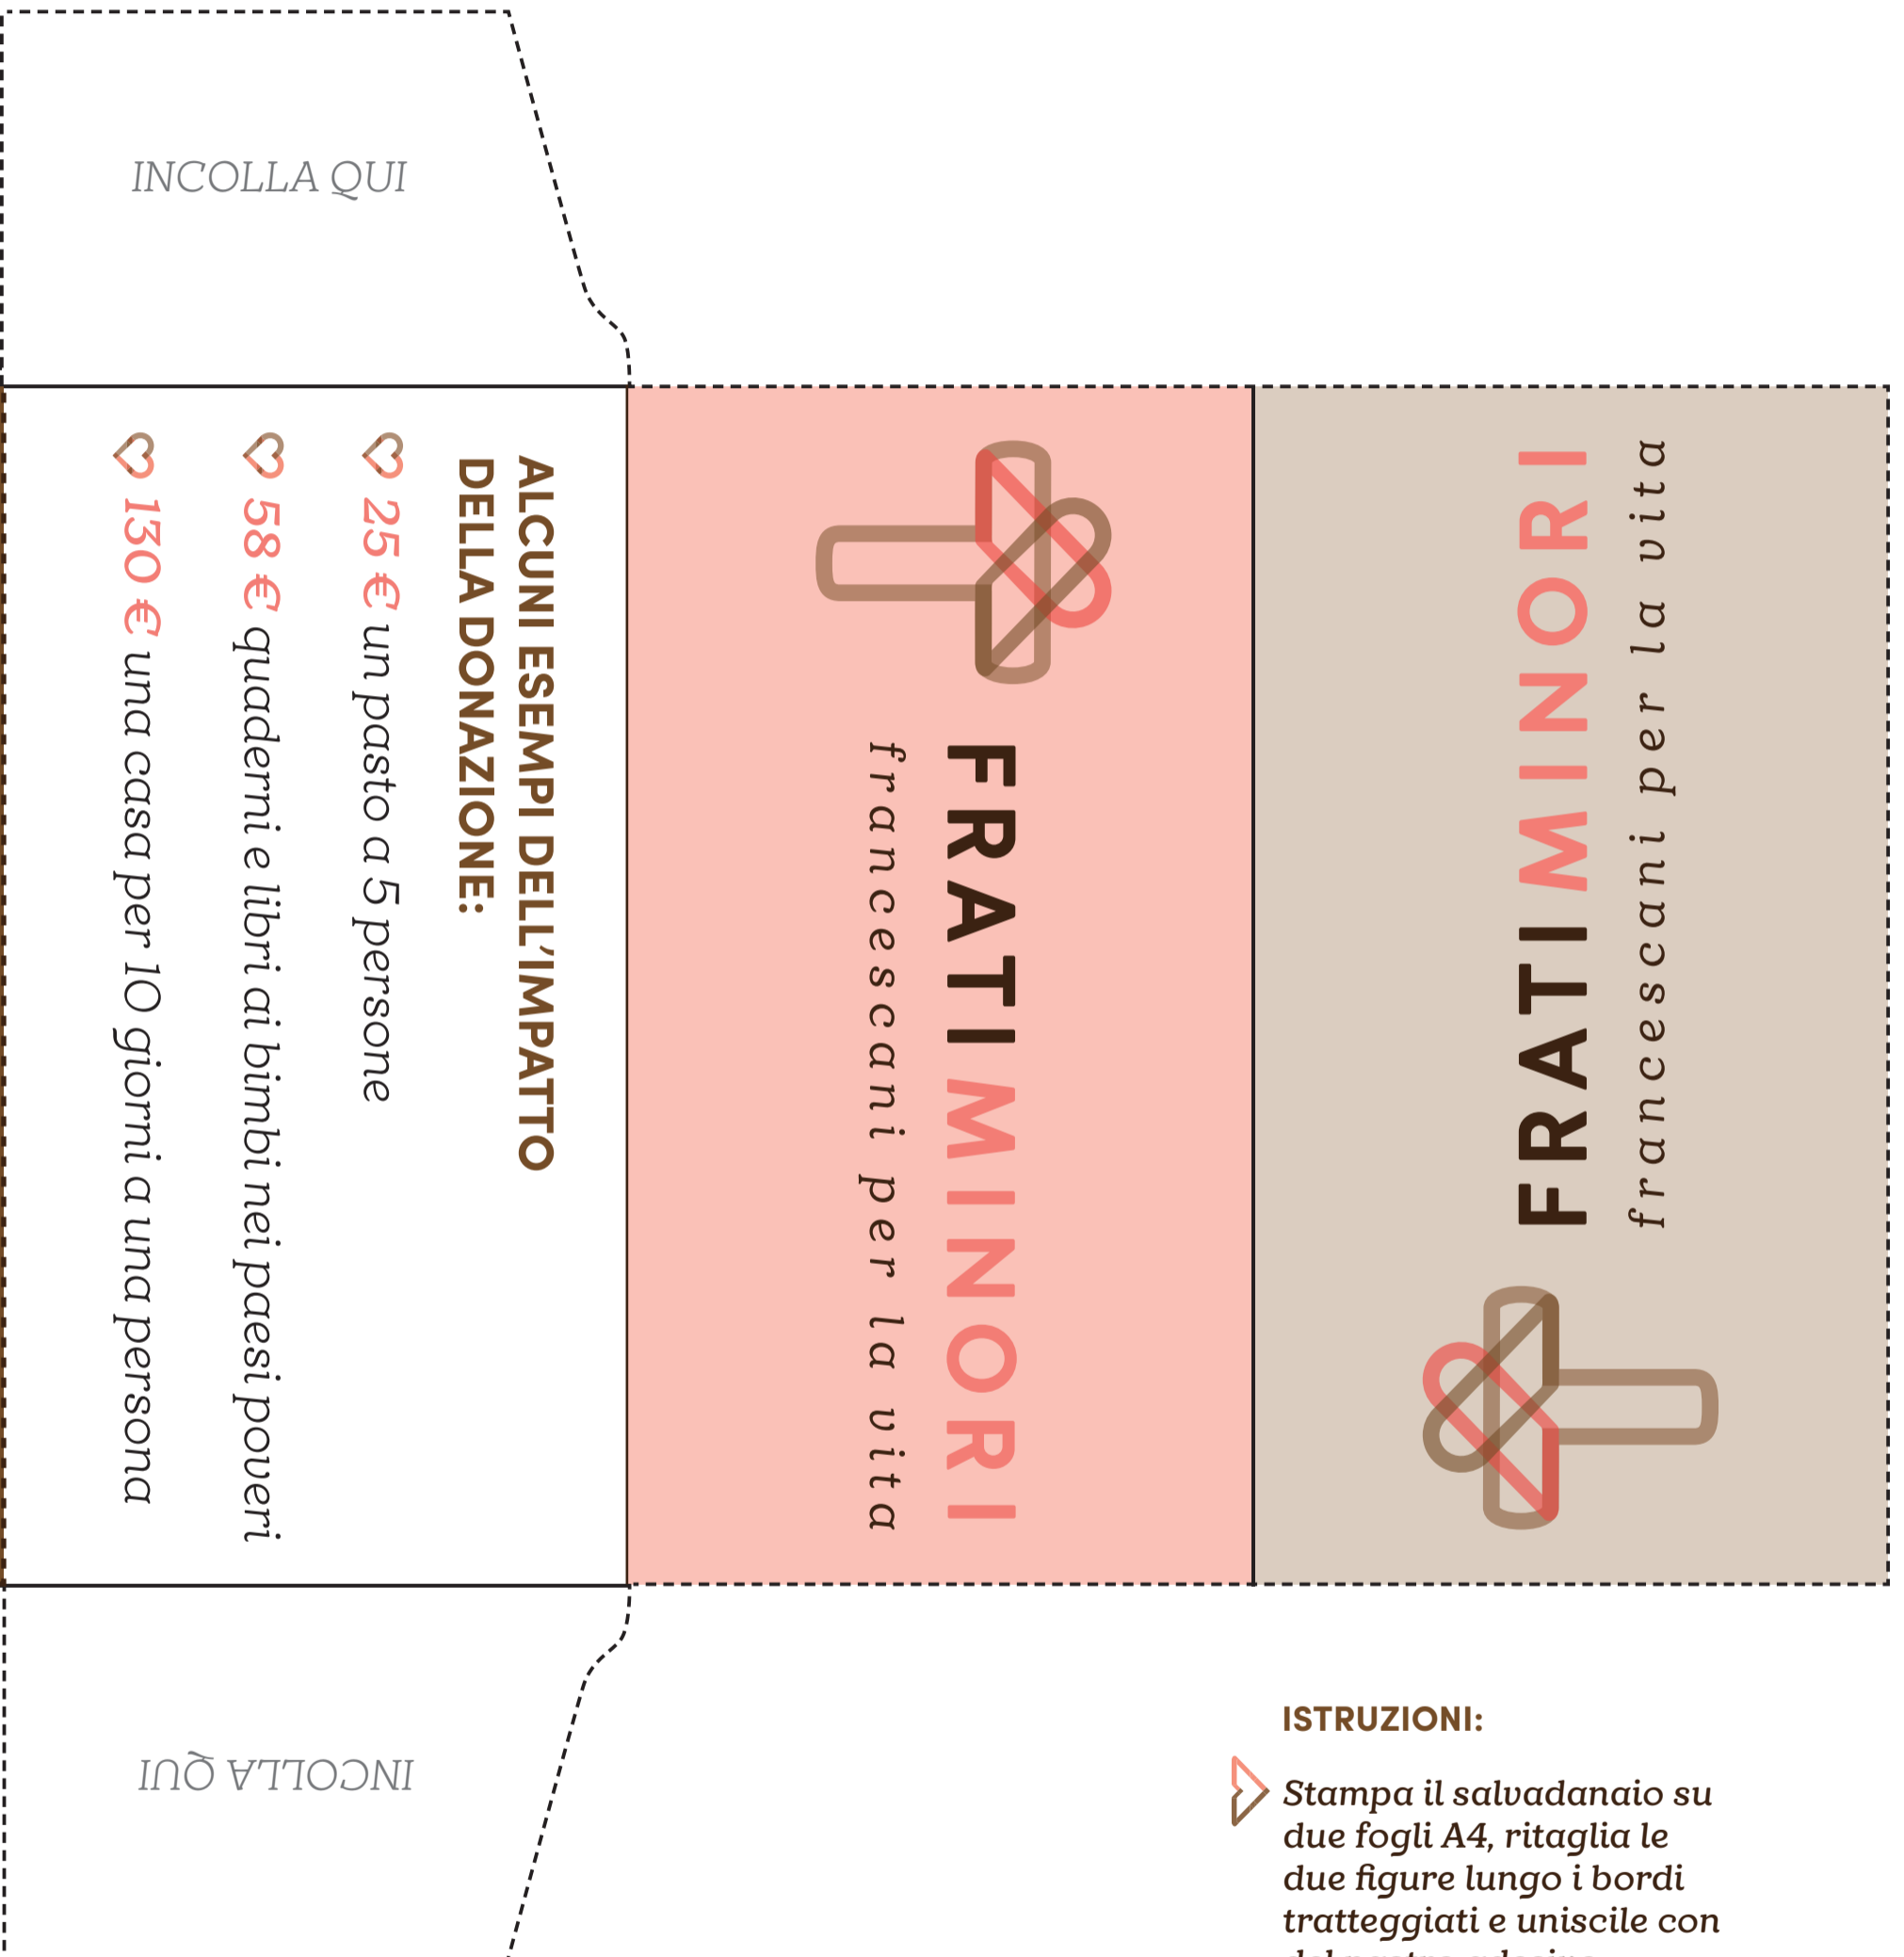 INCOLLA QUI
ALCUNI ESEMPI DELL’IMPATTO
DELLA DONAZIONE:
25 € un pasto a 5 persone
58 € quaderni e libri ai bimbi nei paesi poveri
130 € una casa per 10 giorni a una persona
FRATI MINORI
francescani per la vita
FRATI MINORI
francescani per la vita
INCOLLA QUI
ISTRUZIONI:
Stampa il salvadanaio su
due fogli A4, ritaglia le
due figure lungo i bordi
tratteggiati e uniscile con